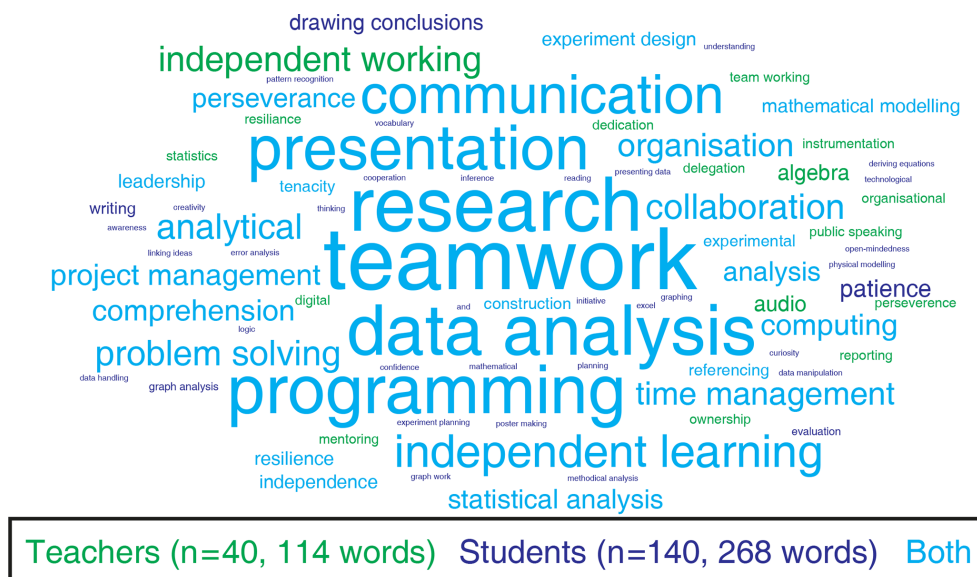 drawing conclusions
experiment design understanding
independent working
pattern recognition
team working
perseverance communication mathematical modelling
resiliance vocabulary dedication
presentation organisation instrumentation
statistics
deriving equations
leadership tenacity cooperation inference reading presenting data delegation algebra technological
writing creativity thinking research collaboration organisational
awareness analytical public speaking
linking ideas error analysis teamwork experimental open-mindedness
project management analysis physical modelling
digital and construction initiative excel graphing audio patience
comprehension perseverence
logic data analysis computing
problem solving curiosity reporting
data handling graph analysis confidence mathematical planning referencing data manipulation
programming time management
experiment planning poster making ownership
mentoring independent learning evaluation
resilience
independence graph work methodical analysis
statistical analysis
Teachers (n=40, 114 words) Students (n=140, 268 words) Both